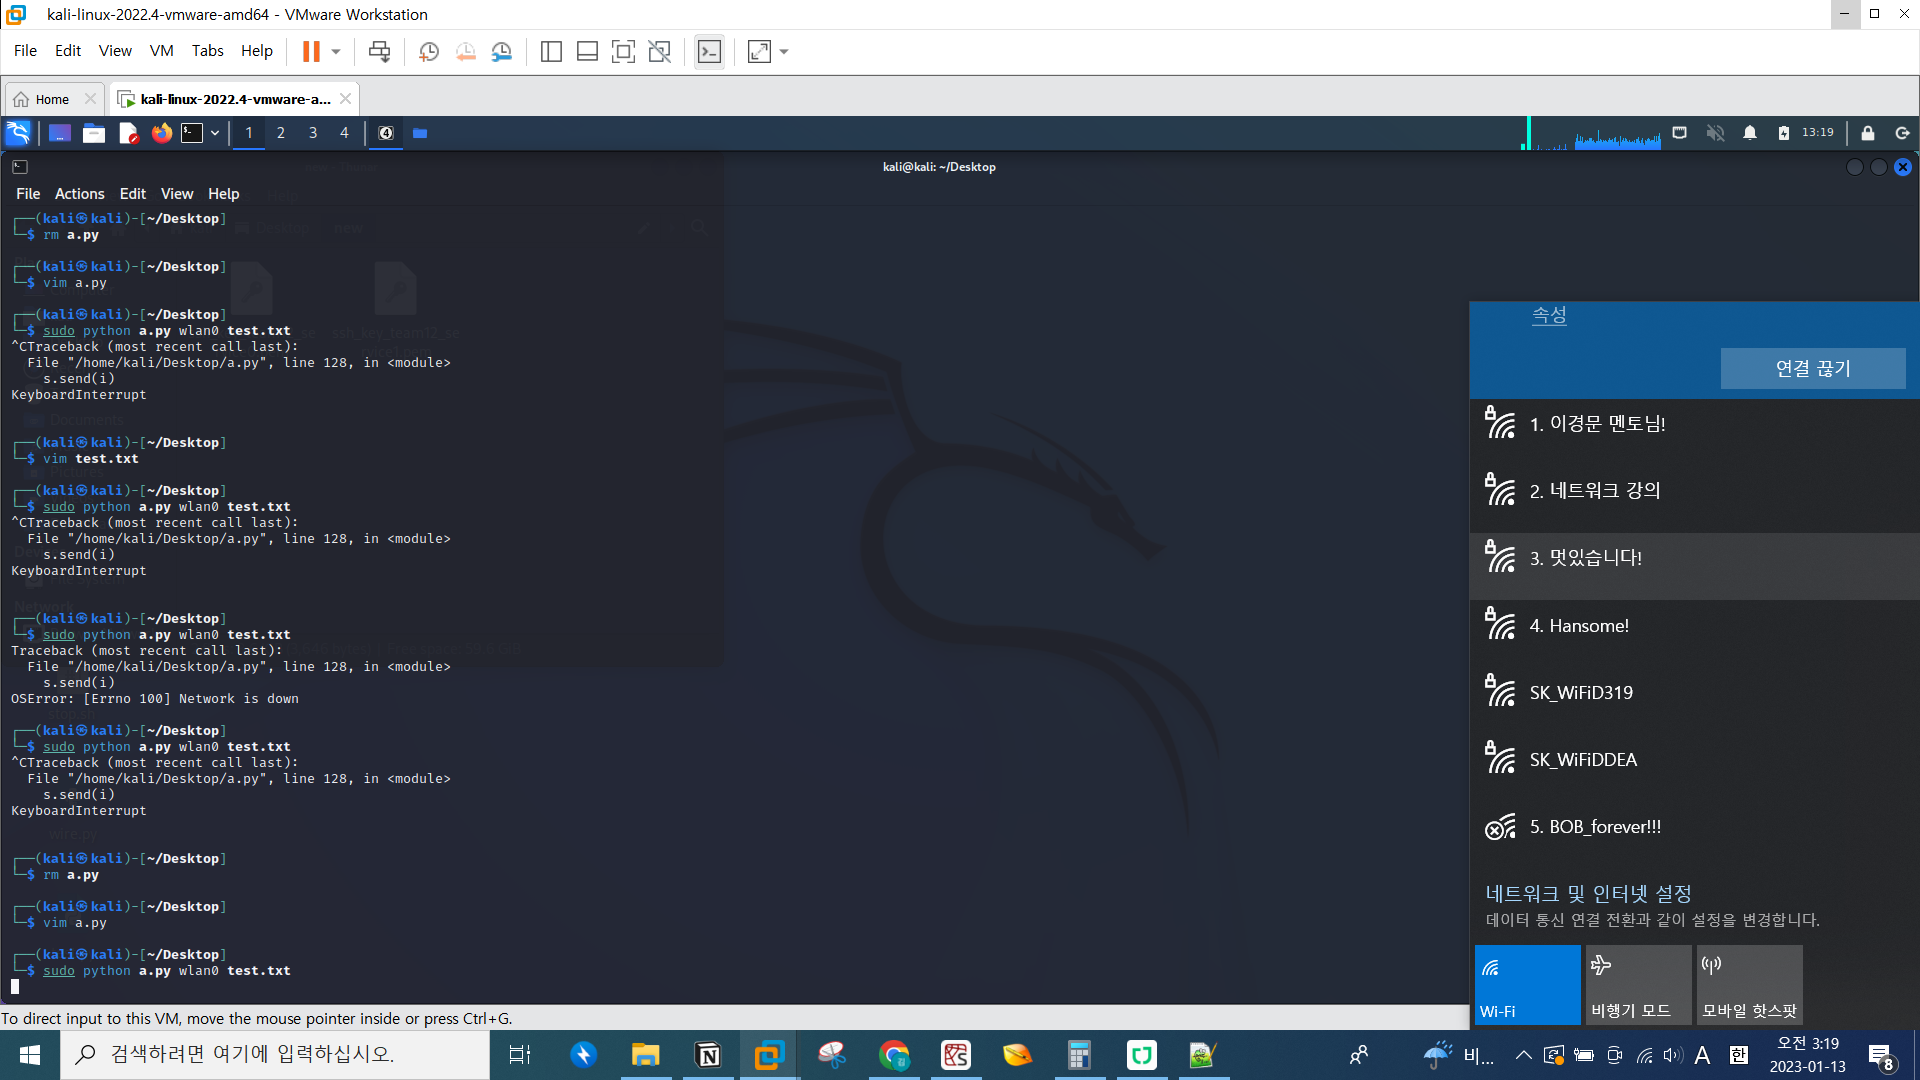 kali-linux-2022.4-vmware-amd64 - VMware Workstation
File Edit View VM Tabs Help
Home
kali-linux-2022.4-vmware-a...
1 2 3 4
13:19
kali@kali: ~/Desktop
File Actions Edit View Help
┌──(kali㉿kali)-[~/Desktop]
└─$ rm a.py
┌──(kali㉿kali)-[~/Desktop]
└─$ vim a.py
┌──(kali㉿kali)-[~/Desktop]
└─$ sudo python a.py wlan0 test.txt
^CTraceback (most recent call last):
File "/home/kali/Desktop/a.py", line 128, in <module>
s.send(i)
KeyboardInterrupt
┌──(kali㉿kali)-[~/Desktop]
└─$ vim test.txt
┌──(kali㉿kali)-[~/Desktop]
└─$ sudo python a.py wlan0 test.txt
^CTraceback (most recent call last):
File "/home/kali/Desktop/a.py", line 128, in <module>
s.send(i)
KeyboardInterrupt
┌──(kali㉿kali)-[~/Desktop]
└─$ sudo python a.py wlan0 test.txt
Traceback (most recent call last):
File "/home/kali/Desktop/a.py", line 128, in <module>
s.send(i)
OSError: [Errno 100] Network is down
┌──(kali㉿kali)-[~/Desktop]
└─$ sudo python a.py wlan0 test.txt
^CTraceback (most recent call last):
File "/home/kali/Desktop/a.py", line 128, in <module>
s.send(i)
KeyboardInterrupt
┌──(kali㉿kali)-[~/Desktop]
└─$ rm a.py
┌──(kali㉿kali)-[~/Desktop]
└─$ vim a.py
┌──(kali㉿kali)-[~/Desktop]
└─$ sudo python a.py wlan0 test.txt
Documents
Pictures
Network
wire.py
속성
연결 끊기
1. 이경문 멘토님!
2. 네트워크 강의
3. 멋있습니다!
4. Hansome!
SK_WiFiD319
SK_WiFiDDEA
5. BOB_forever!!!
네트워크 및 인터넷 설정
데이터 통신 연결 전환과 같이 설정을 변경합니다.
Wi-Fi
비행기 모드
모바일 핫스팟
To direct input to this VM, move the mouse pointer inside or press Ctrl+G.
검색하려면 여기에 입력하십시오.
비...
A
한
오전 3:19
2023-01-13
8